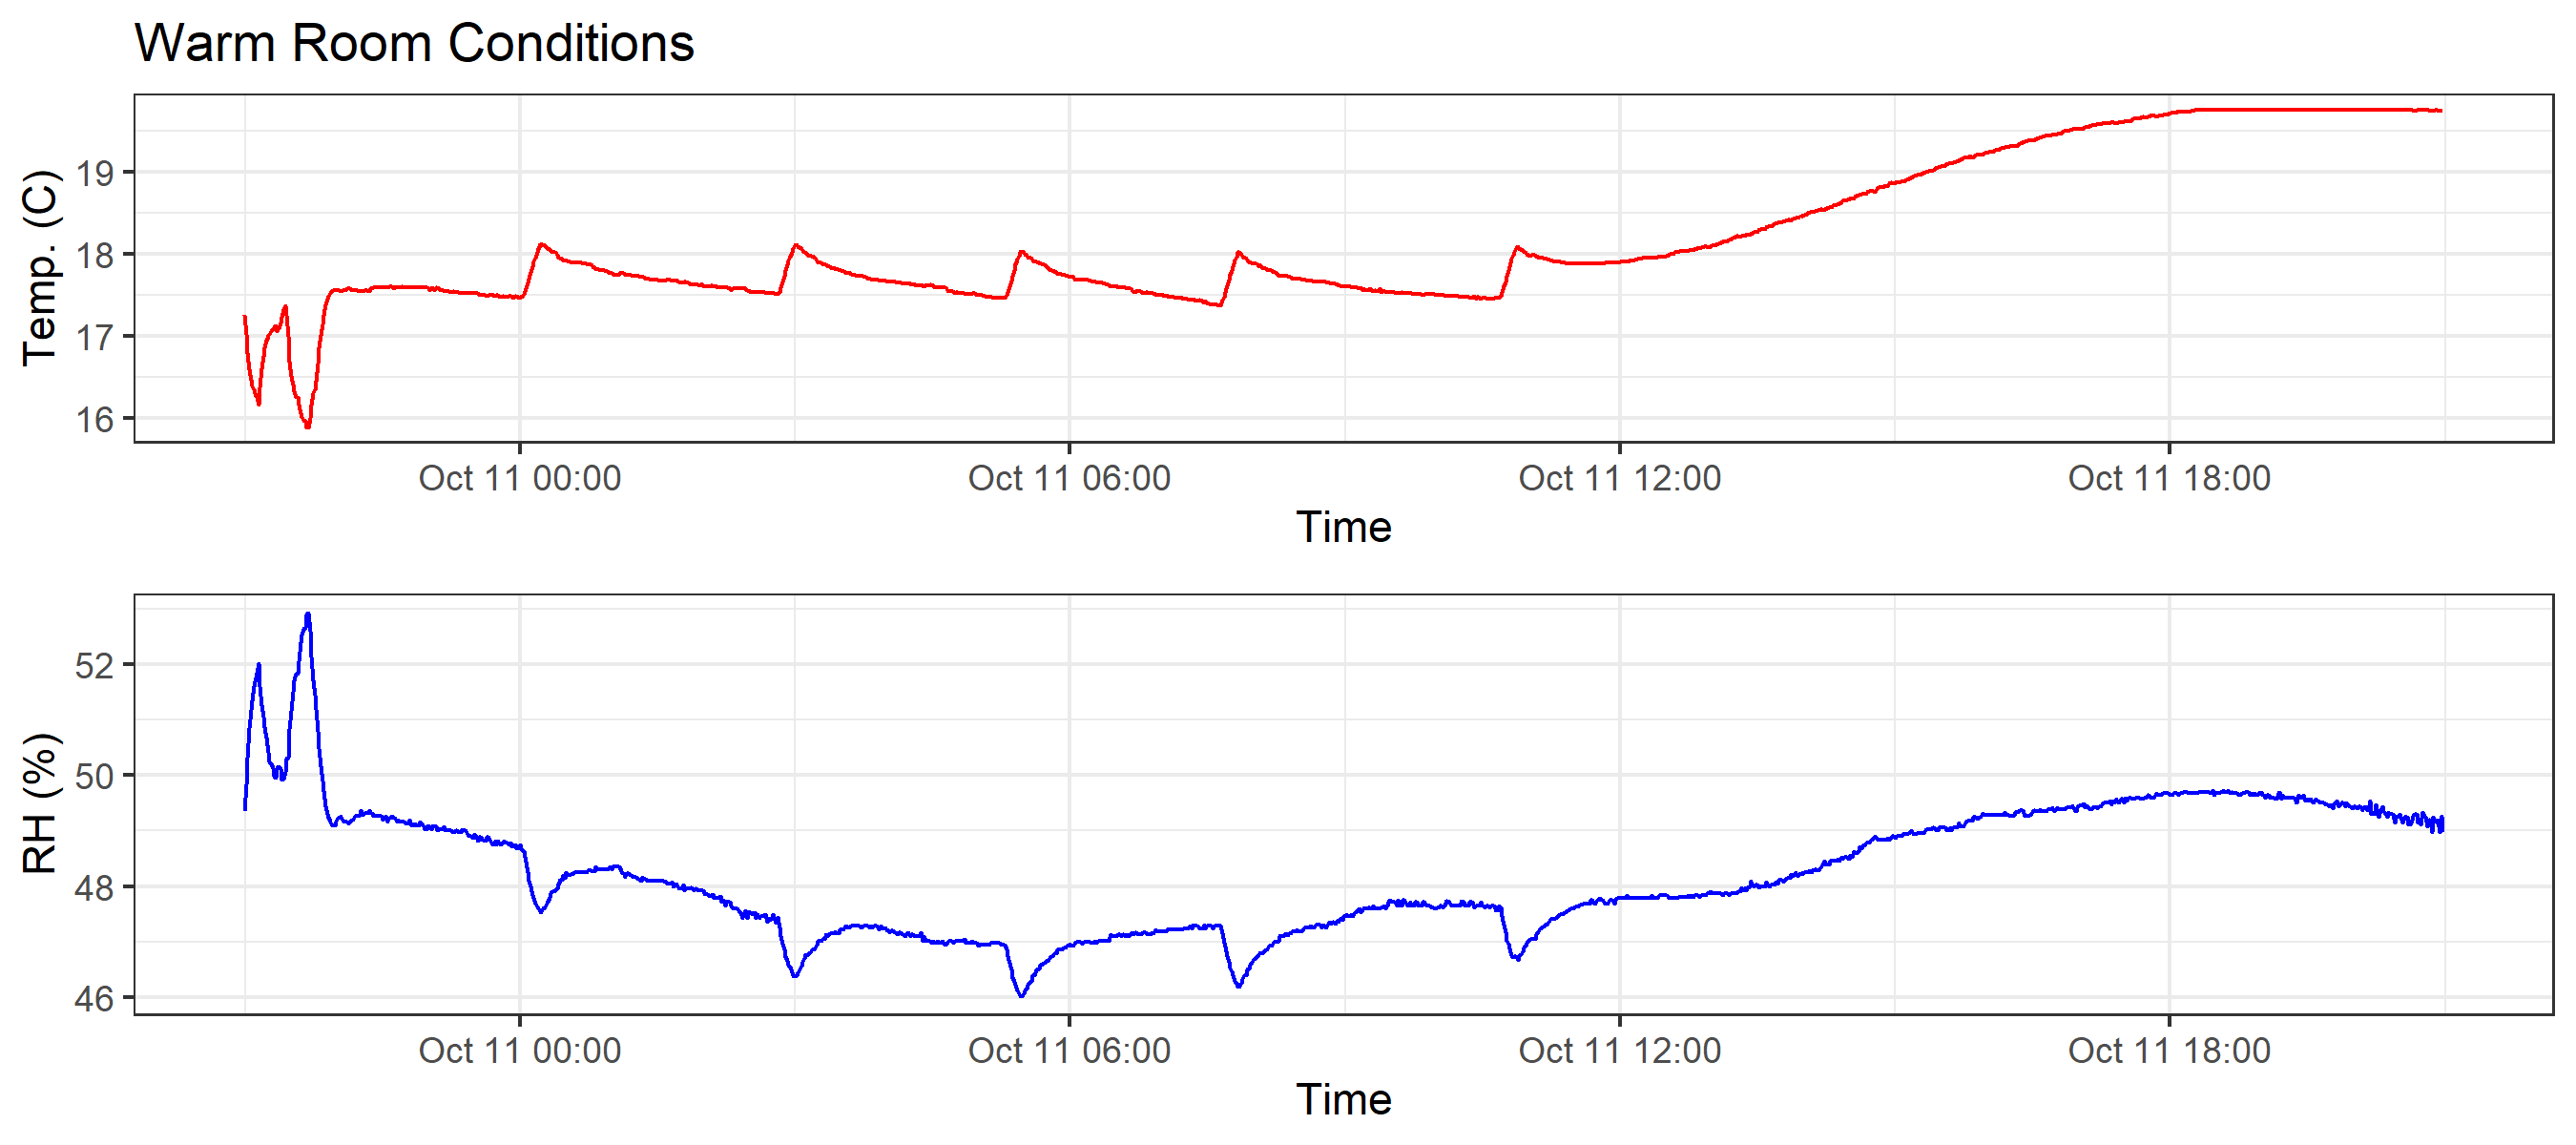 Warm Room Conditions
Temp. (C)
19
18
17
16
Oct 11 00:00 Oct 11 06:00 Oct 11 12:00 Oct 11 18:00
Time
RH (%)
52
50
48
46
Oct 11 00:00 Oct 11 06:00 Oct 11 12:00 Oct 11 18:00
Time